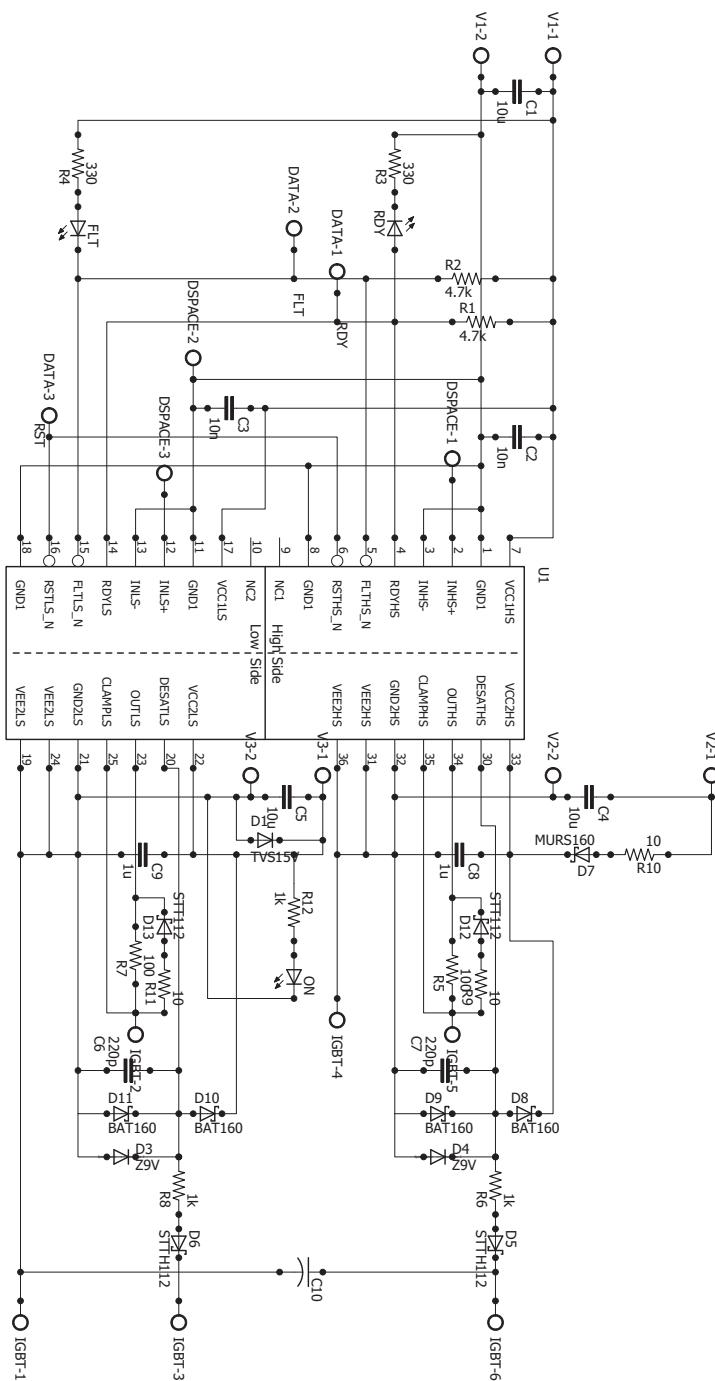 V1-2
V1-1
C1
10u
330
R4
FLT
330
R3
RDY
DATA-2
FLT
DATA-1
RDY
R2
4.7k
R1
4.7k
DSPACE-2
DATA-3
RST
DSPACE-3
C3
10n
DSPACE-1
C2
10n
U1
18
16
15
14
13
12
11
17
10
9
8
6
5
4
3
2
1
7
GND1
RSTLS_N
FLTLS_N
RDYLS
INLS-
INLS+
GND1
VCC1LS
NC2
NC1
GND1
RSTHS_N
FLTHS_N
RDYHS
INHS-
INHS+
GND1
VCC1HS
Low Side
High Side
VEE2LS
VEE2LS
GND2LS
CLAMPLS
OUTLS
DESATLS
VCC2LS
VEE2HS
VEE2HS
GND2HS
CLAMPHS
OUTHS
DESATHS
VCC2HS
19
24
21
25
23
20
22
36
31
32
35
34
30
33
V3-2
V3-1
V2-2
V2-1
C5
10u
D1
TVS15V
C4
10u
C9
1u
C8
1u
MURS160
D7
10
R10
STT112
D13
100
R7
10
R11
R12
1k
ON
STT112
D12
100
R5
10
R9
IGBT-2
IGBT-4
IGBT-5
C6
220p
C7
220p
D11
BAT160
D10
BAT160
D9
BAT160
D8
BAT160
D3
Z9V
D4
Z9V
1k
R8
1k
R6
D6
STTH112
D5
STTH112
C10
IGBT-1
IGBT-3
IGBT-6